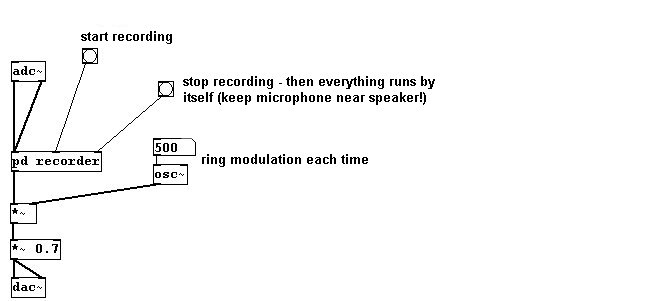 start recording
adc~
stop recording - then everything runs by
itself (keep microphone near speaker!)
500
pd recorder
ring modulation each time
osc~
*~
*~ 0.7
dac~